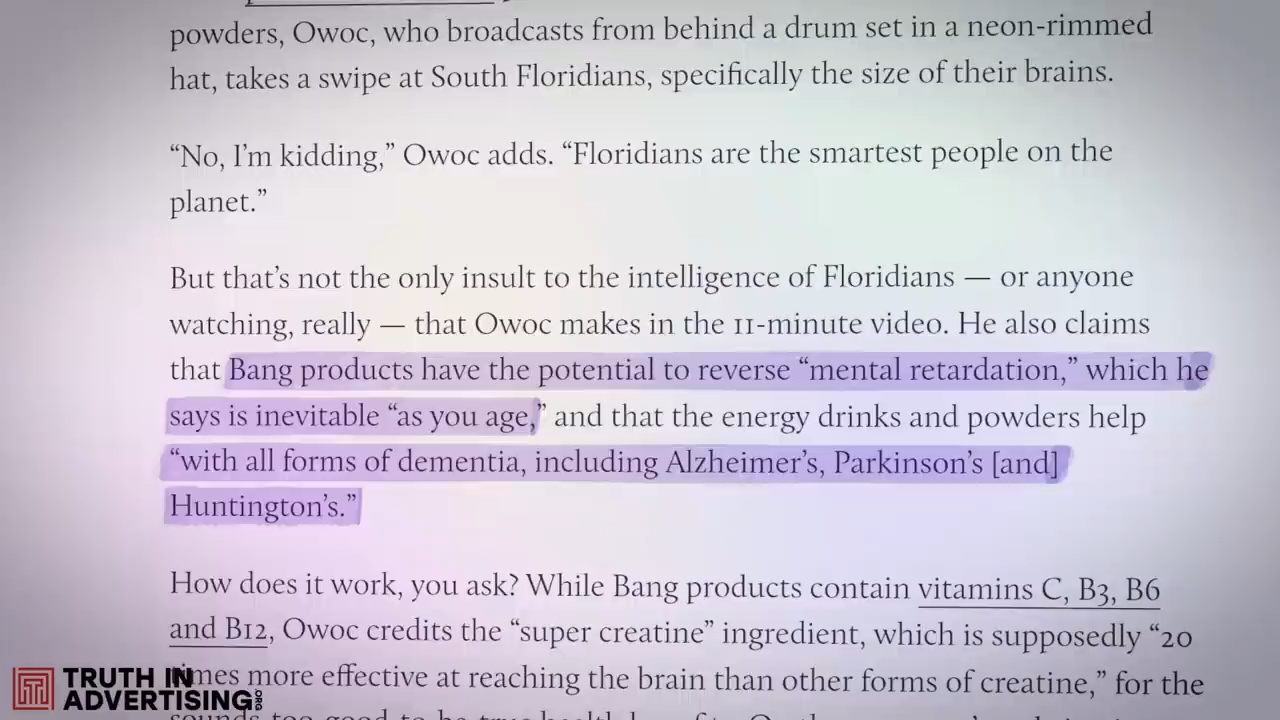 powders, Owoc, who broadcasts from behind a drum set in a neon-rimmed
hat, takes a swipe at South Floridians, specifically the size of their brains.
“No, I’m kidding,” Owoc adds. “Floridians are the smartest people on the
planet.”
But that’s not the only insult to the intelligence of Floridians — or anyone
watching, really — that Owoc makes in the 11-minute video. He also claims
that Bang products have the potential to reverse “mental retardation,” which he
says is inevitable “as you age,” and that the energy drinks and powders help
“with all forms of dementia, including Alzheimer’s, Parkinson’s [and]
Huntington’s.”
How does it work, you ask? While Bang products contain vitamins C, B3, B6
and B12, Owoc credits the “super creatine” ingredient, which is supposedly “20
times more effective at reaching the brain than other forms of creatine,” for the
TRUTH IN
ADVERTISING.ORG